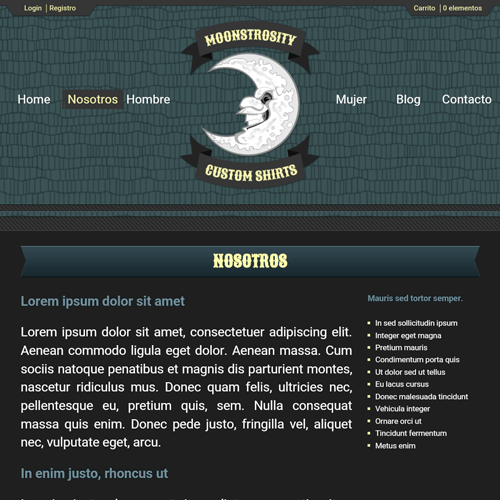 Login | Registro
Carrito | 0 elementos
MOONSTROSITY
Home Nosotros Hombre Mujer Blog Contacto
CUSTOM SHIRTS
NOSOTROS
Lorem ipsum dolor sit amet
Lorem ipsum dolor sit amet, consectetuer adipiscing elit.
Aenean commodo ligula eget dolor. Aenean massa. Cum
sociis natoque penatibus et magnis dis parturient montes,
nascetur ridiculus mus. Donec quam felis, ultricies nec,
pellentesque eu, pretium quis, sem. Nulla consequat
massa quis enim. Donec pede justo, fringilla vel, aliquet
nec, vulputate eget, arcu.
In enim justo, rhoncus ut
Mauris sed tortor semper.
In sed sollicitudin ipsum
Integer eget magna
Pretium mauris
Condimentum porta quis
Ut dolor sed ut tellus
Eu lacus cursus
Donec malesuada tincidunt
Vehicula integer
Ornare orci ut
Tincidunt fermentum
Metus enim